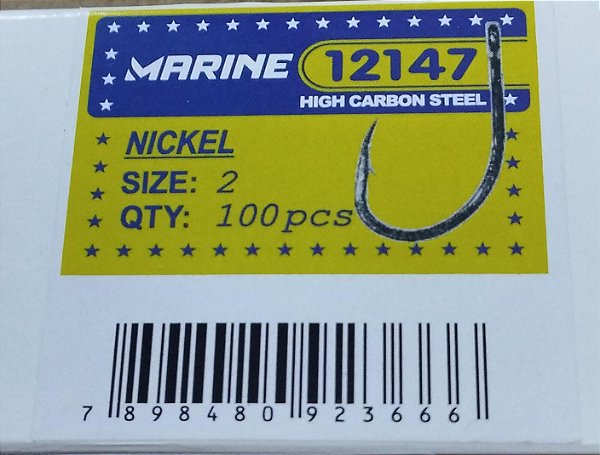 MARINE 12147
HIGH CARBON STEEL
NICKEL
SIZE: 2
QTY: 100pcs
7 898480 923666